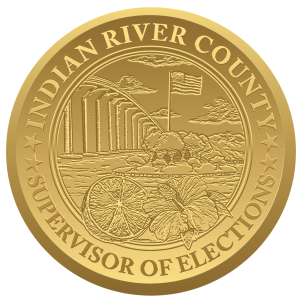 INDIAN RIVER COUNTY
SUPERVISOR OF ELECTIONS